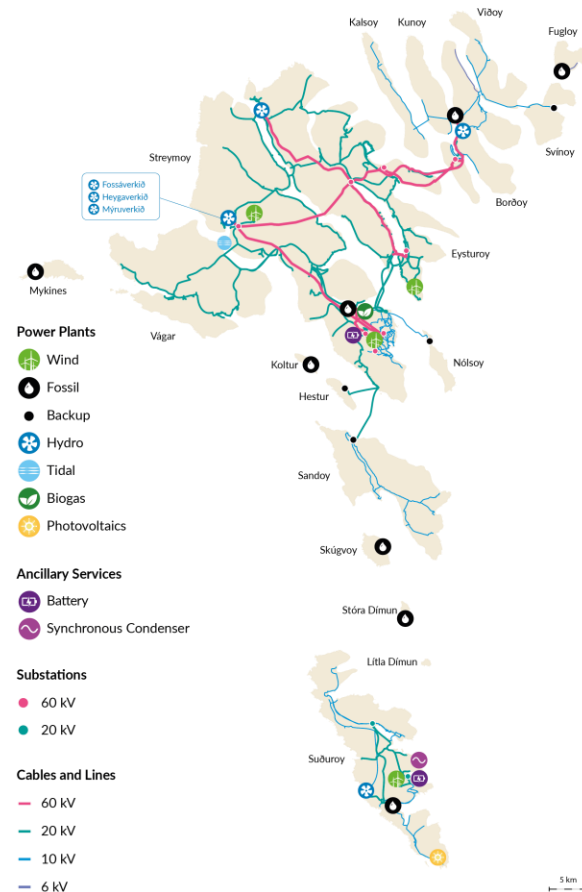 Viðoy
Kalsoy
Kunoy
Fugloy
Svínoy
Streymoy
Fossáverkið
Heygaverkið
Mýruverkið
Borðoy
Eysturoy
Mykines
Vágar
Power Plants
Wind
Fossil
Backup
Hydro
Tidal
Biogas
Photovoltaics
Koltur
Nólsoy
Hestur
Sandoy
Skúgvoy
Ancillary Services
Battery
Synchronous Condenser
Stóra Dímun
Lítla Dímun
Substations
60 kV
20 kV
Suðuroy
Cables and Lines
60 kV
20 kV
10 kV
6 kV
5 km